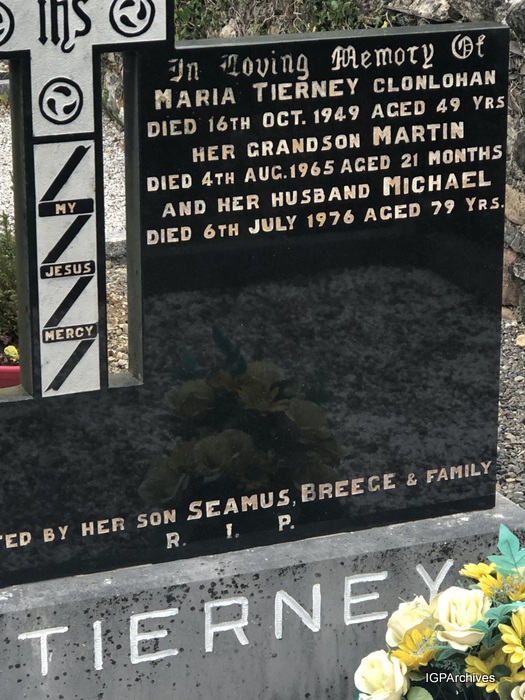 IHS
In Loving Memory Of
MARIA TIERNEY CLONLOHAN
DIED 16TH OCT. 1949 AGED 49 YRS
HER GRANDSON MARTIN
DIED 4TH AUG. 1965 AGED 21 MONTHS
AND HER HUSBAND MICHAEL
DIED 6TH JULY 1976 AGED 79 YRS.
MY
JESUS
MERCY
TED BY HER SON SEAMUS, BREEGE & FAMILY
R. I. P.
TIERNEY
IGPArchives